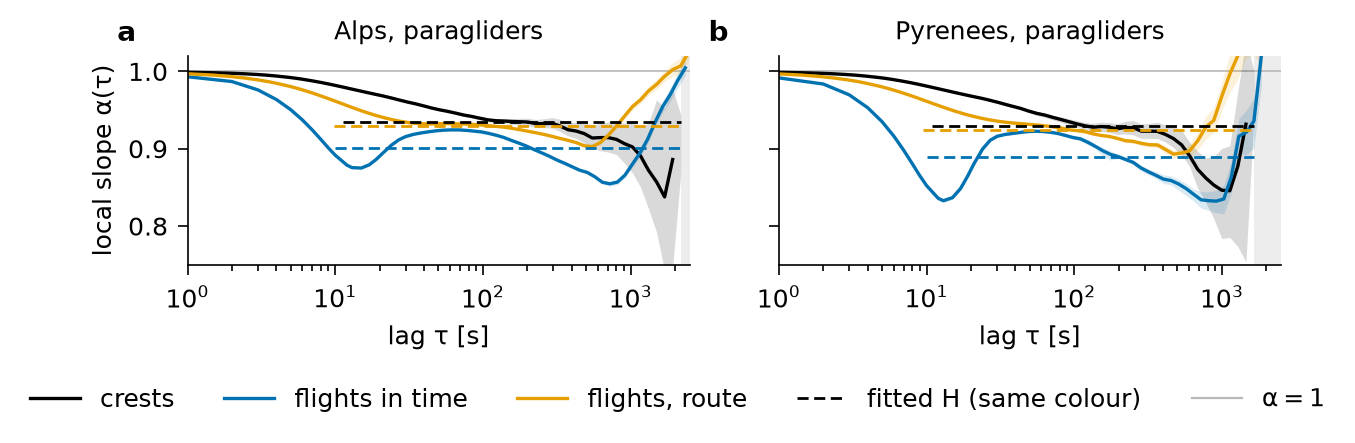 a Alps, paragliders
b Pyrenees, paragliders
local slope α(τ)
1.0
0.9
0.8
10⁰ 10¹ 10² 10³
10⁰ 10¹ 10² 10³
lag τ [s]
lag τ [s]
crests flights in time flights, route fitted H (same colour) α = 1